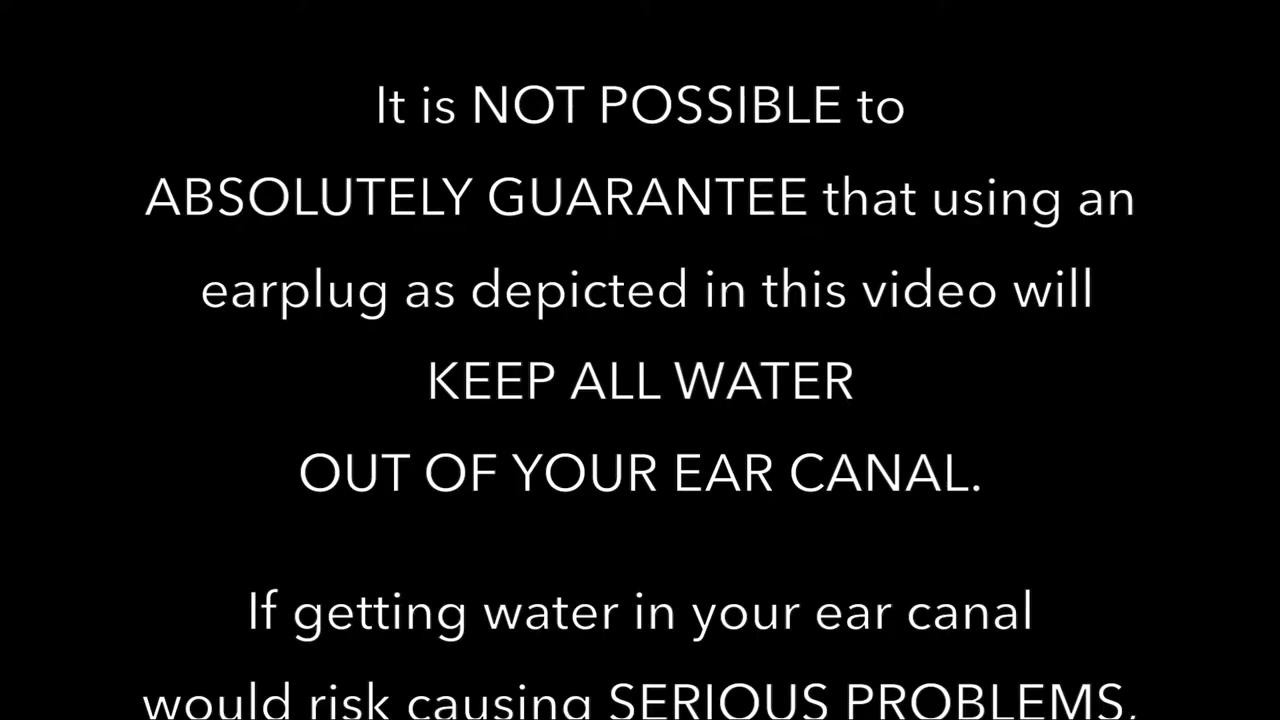 It is NOT POSSIBLE to
ABSOLUTELY GUARANTEE that using an
earplug as depicted in this video will
KEEP ALL WATER
OUT OF YOUR EAR CANAL.
If getting water in your ear canal
would risk causing SERIOUS PROBLEMS,